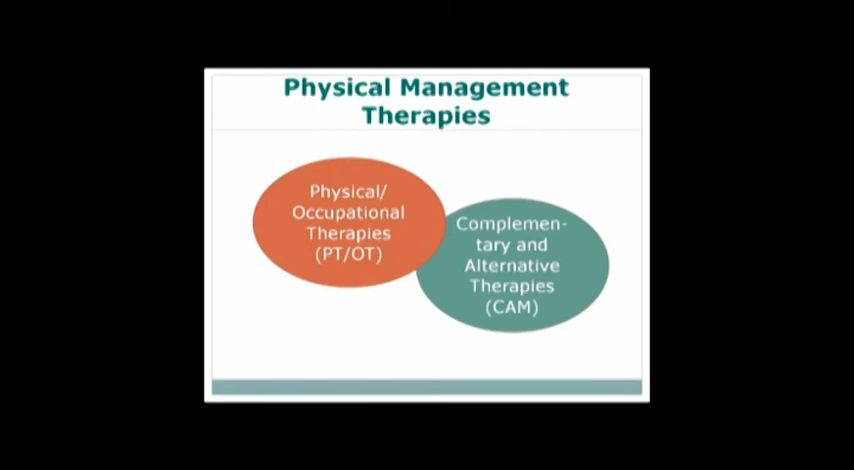 Physical Management
Therapies
Physical/
Occupational
Therapies
(PT/OT)
Complemen-
tary and
Alternative
Therapies
(CAM)